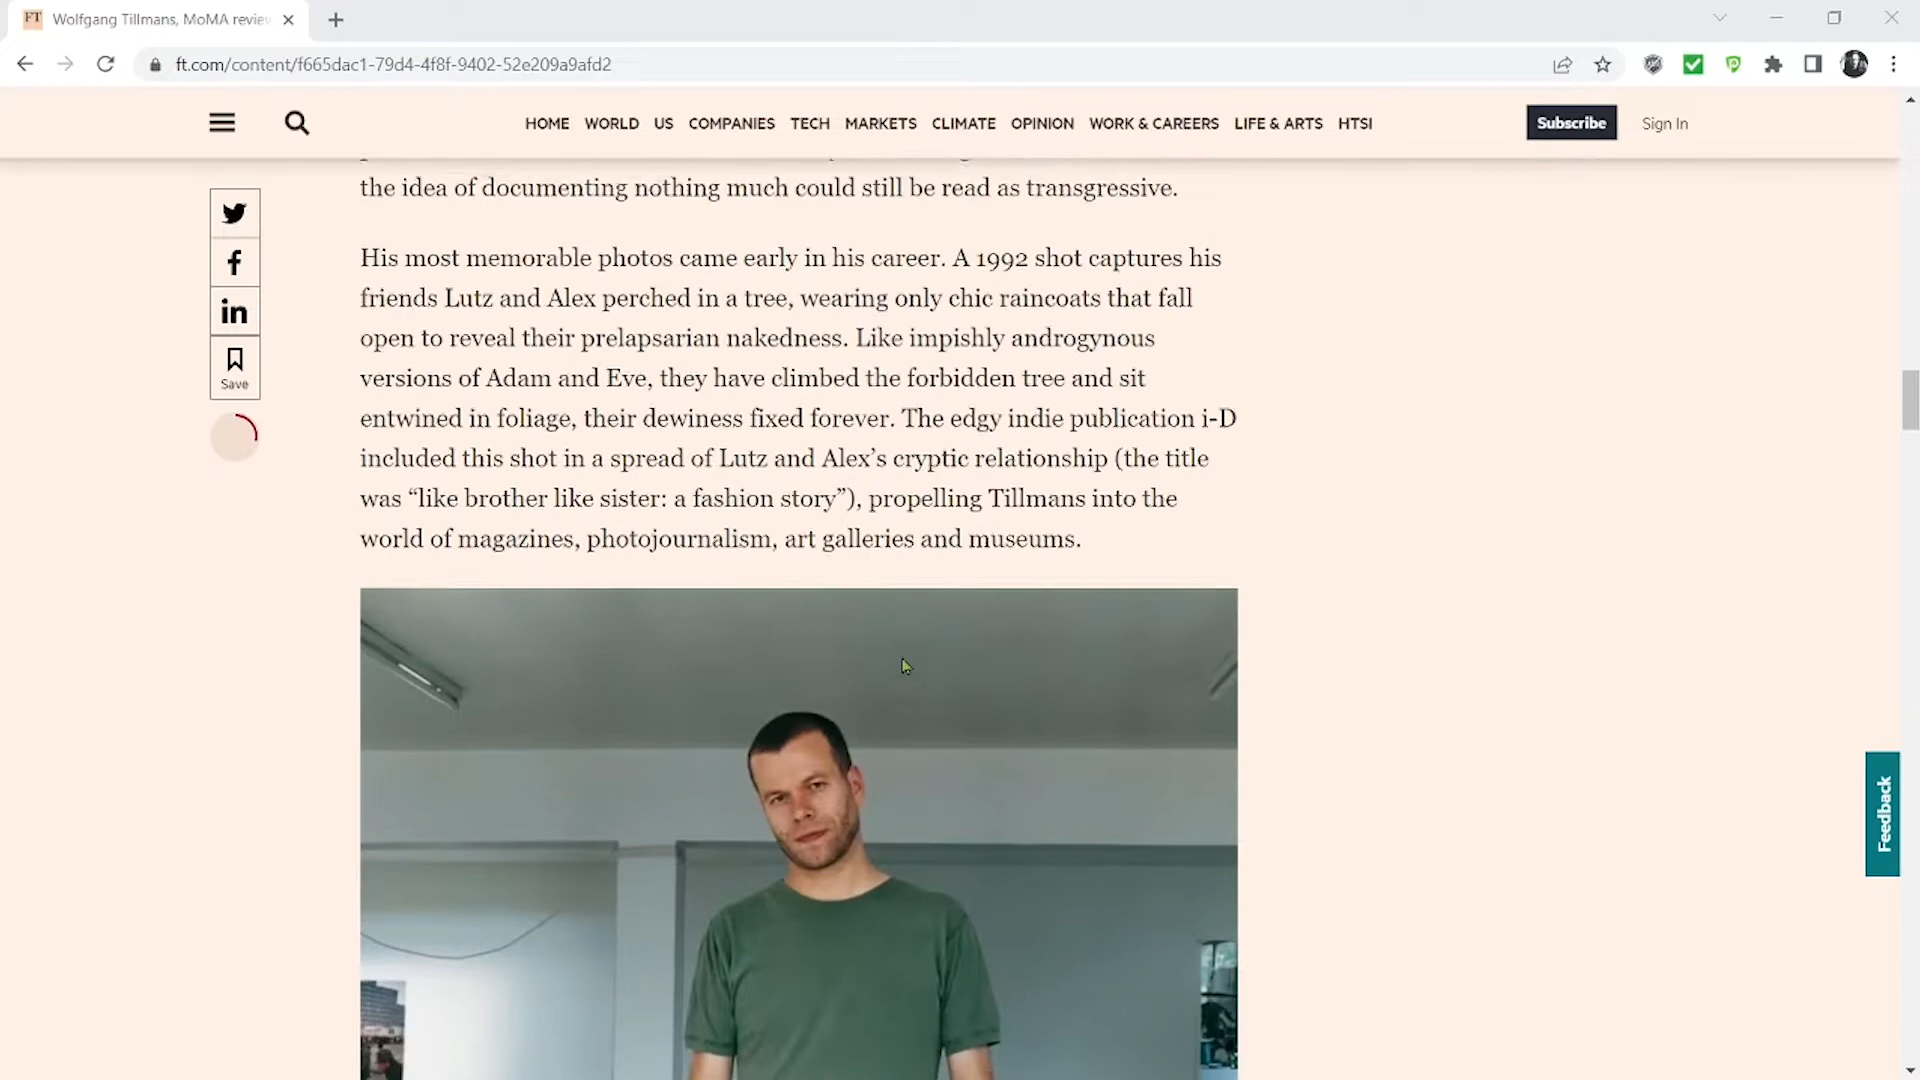 FT Wolfgang Tillmans, MoMA review
ft.com/content/f665dac1-79d4-4f8f-9402-52e209a9afd2
HOME WORLD US COMPANIES TECH MARKETS CLIMATE OPINION WORK & CAREERS LIFE & ARTS HTSI Subscribe Sign In
the idea of documenting nothing much could still be read as transgressive.
His most memorable photos came early in his career. A 1992 shot captures his
friends Lutz and Alex perched in a tree, wearing only chic raincoats that fall
open to reveal their prelapsarian nakedness. Like impishly androgynous
versions of Adam and Eve, they have climbed the forbidden tree and sit
entwined in foliage, their dewiness fixed forever. The edgy indie publication i-D
included this shot in a spread of Lutz and Alex’s cryptic relationship (the title
was “like brother like sister: a fashion story”), propelling Tillmans into the
world of magazines, photojournalism, art galleries and museums.
Save
Feedback